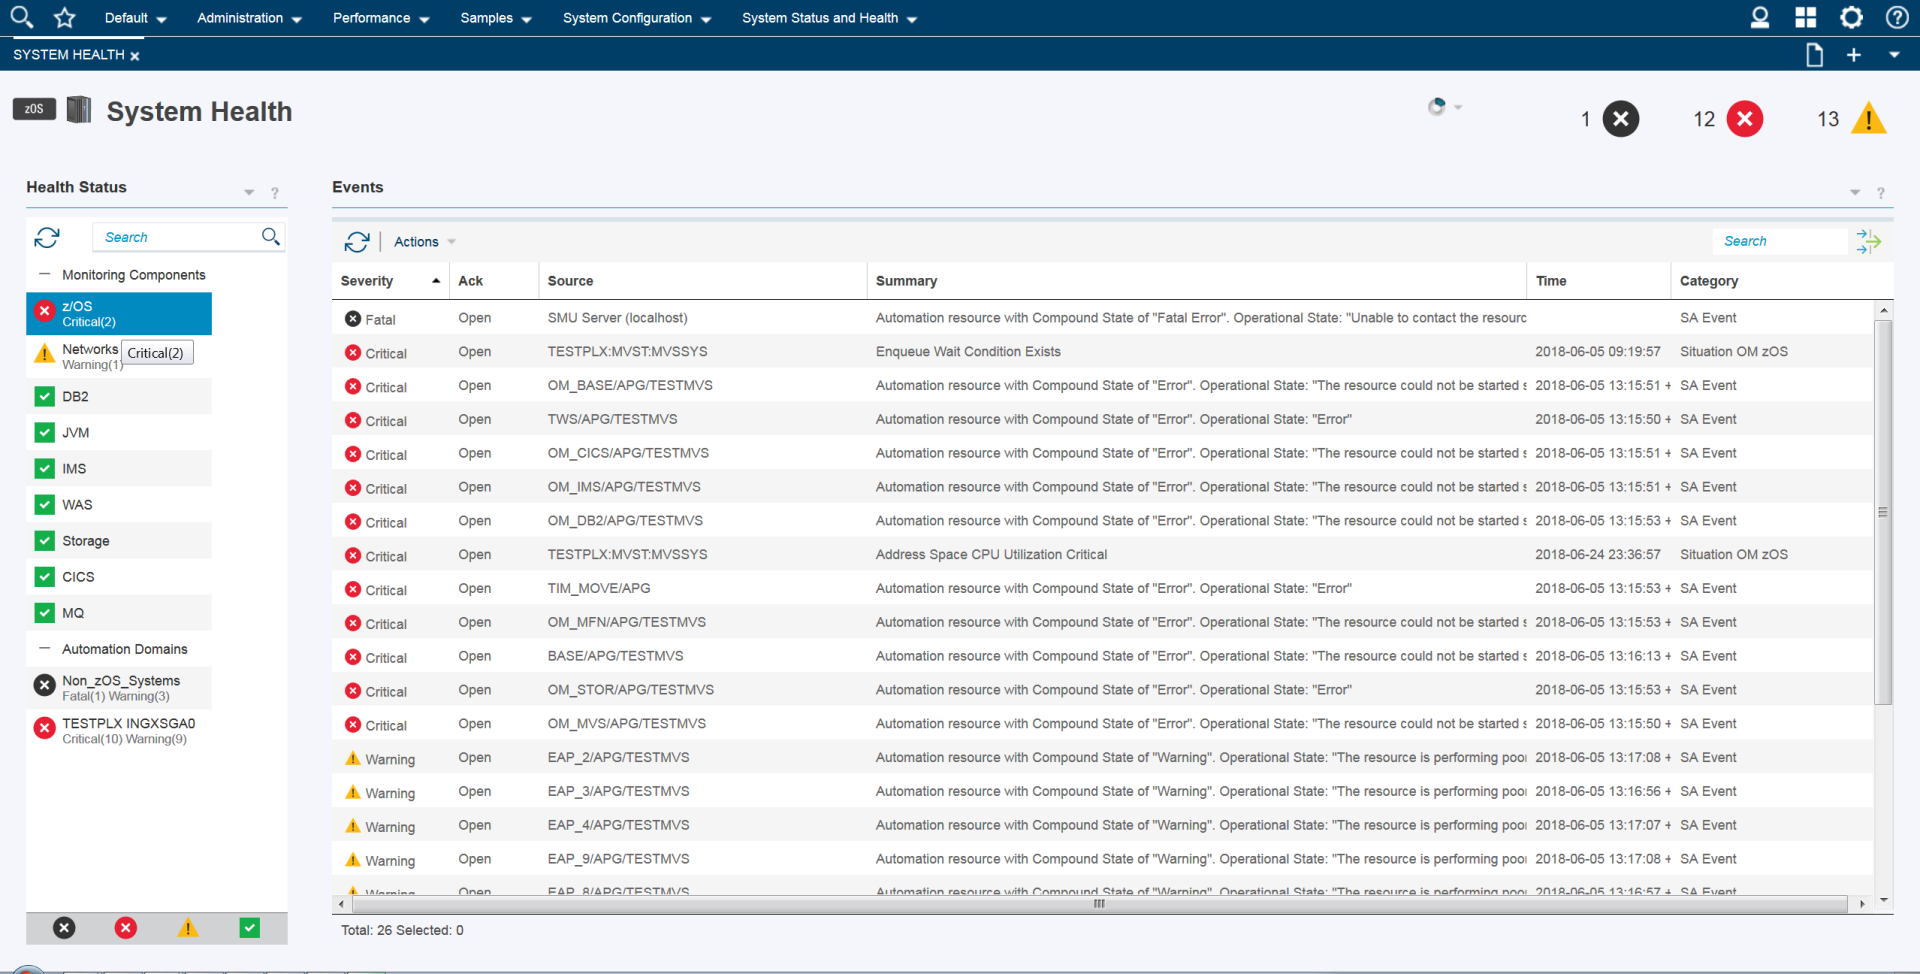 Default Administration Performance Samples System Configuration System Status and Health
SYSTEM HEALTH
zOS System Health 1 12 13
Health Status ?
Search
Monitoring Components
z/OS
Critical(2)
Networks
Warning(1)
Critical(2)
DB2
JVM
IMS
WAS
Storage
CICS
MQ
Automation Domains
Non_zOS_Systems
Fatal(1) Warning(3)
TESTPLX INGXSGA0
Critical(10) Warning(9)
Events ?
Actions Search
Severity Ack Source Summary Time Category
Fatal Open SMU Server (localhost) Automation resource with Compound State of "Fatal Error". Operational State: "Unable to contact the resourc SA Event
Critical Open TESTPLX:MVST:MVSSYS Enqueue Wait Condition Exists 2018-06-05 09:19:57 Situation OM zOS
Critical Open OM_BASE/APG/TESTMVS Automation resource with Compound State of "Error". Operational State: "The resource could not be started s 2018-06-05 13:15:51 + SA Event
Critical Open TWS/APG/TESTMVS Automation resource with Compound State of "Error". Operational State: "Error" 2018-06-05 13:15:50 + SA Event
Critical Open OM_CICS/APG/TESTMVS Automation resource with Compound State of "Error". Operational State: "The resource could not be started s 2018-06-05 13:15:51 + SA Event
Critical Open OM_IMS/APG/TESTMVS Automation resource with Compound State of "Error". Operational State: "The resource could not be started s 2018-06-05 13:15:51 + SA Event
Critical Open OM_DB2/APG/TESTMVS Automation resource with Compound State of "Error". Operational State: "The resource could not be started s 2018-06-05 13:15:53 + SA Event
Critical Open TESTPLX:MVST:MVSSYS Address Space CPU Utilization Critical 2018-06-24 23:36:57 Situation OM zOS
Critical Open TIM_MOVE/APG Automation resource with Compound State of "Error". Operational State: "Error" 2018-06-05 13:15:53 + SA Event
Critical Open OM_MFN/APG/TESTMVS Automation resource with Compound State of "Error". Operational State: "The resource could not be started s 2018-06-05 13:15:53 + SA Event
Critical Open BASE/APG/TESTMVS Automation resource with Compound State of "Error". Operational State: "The resource could not be started s 2018-06-05 13:16:13 + SA Event
Critical Open OM_STOR/APG/TESTMVS Automation resource with Compound State of "Error". Operational State: "Error" 2018-06-05 13:15:53 + SA Event
Critical Open OM_MVS/APG/TESTMVS Automation resource with Compound State of "Error". Operational State: "The resource could not be started s 2018-06-05 13:15:50 + SA Event
Warning Open EAP_2/APG/TESTMVS Automation resource with Compound State of "Warning". Operational State: "The resource is performing poor 2018-06-05 13:17:08 + SA Event
Warning Open EAP_3/APG/TESTMVS Automation resource with Compound State of "Warning". Operational State: "The resource is performing poor 2018-06-05 13:16:56 + SA Event
Warning Open EAP_4/APG/TESTMVS Automation resource with Compound State of "Warning". Operational State: "The resource is performing poor 2018-06-05 13:17:07 + SA Event
Warning Open EAP_9/APG/TESTMVS Automation resource with Compound State of "Warning". Operational State: "The resource is performing poor 2018-06-05 13:17:08 + SA Event
Warning Open EAP_8/APG/TESTMVS Automation resource with Compound State of "Warning". Operational State: "The resource is performing poor 2018-06-05 13:16:57 + SA Event
Total: 26 Selected: 0